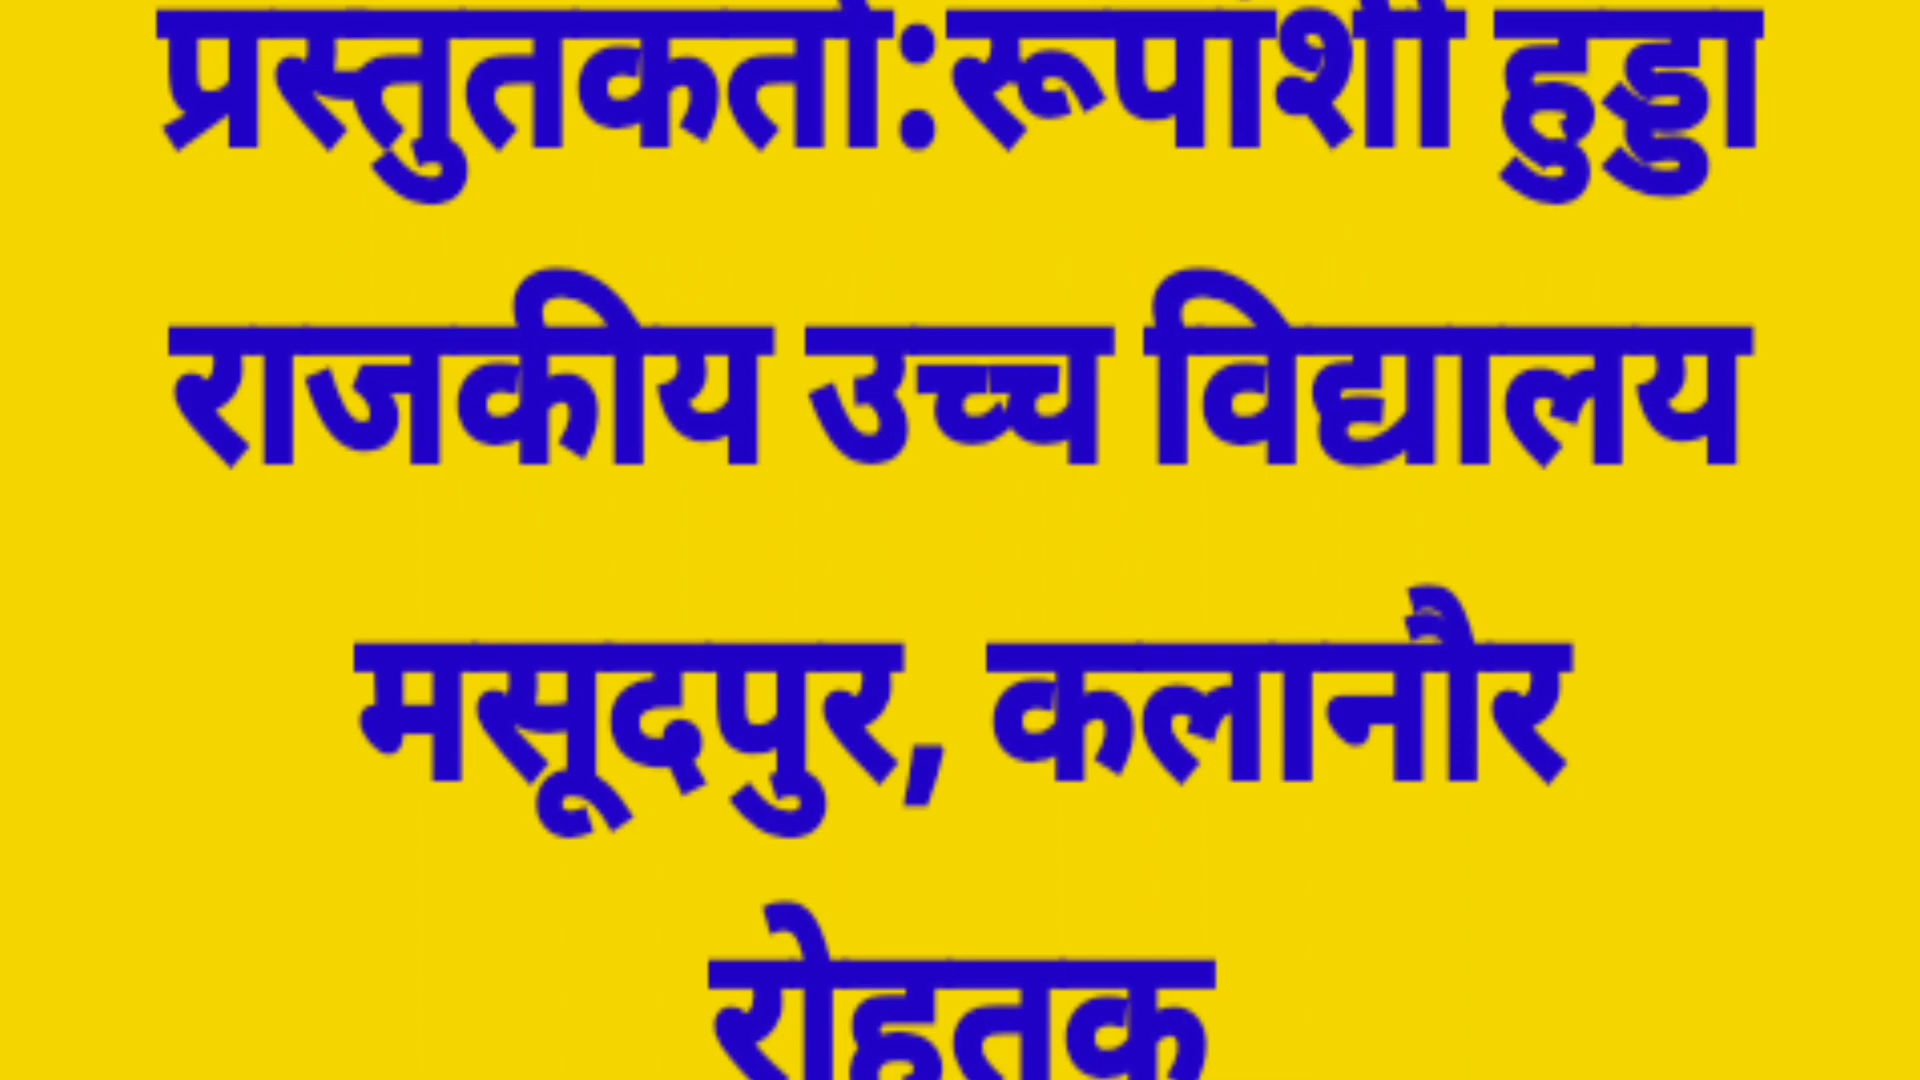 प्रस्तुतकर्ता:रूपांशी हुड्डा
राजकीय उच्च विद्यालय
मसूदपुर, कलानौर
रोहतक